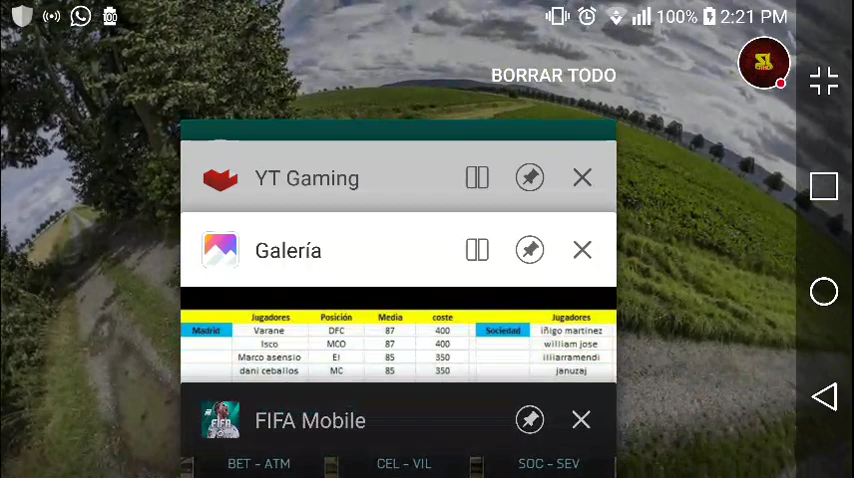 100 100% 2:21 PM
BORRAR TODO
YT Gaming
Galería
Jugadores Posición Media coste Jugadores
Madrid Varane DFC 87 400 Sociedad iñigo martinez
Isco MCO 87 400 william jose
Marco asensio EI 85 350 illiarramendi
dani ceballos MC 85 350 januzaj
FIFA Mobile
FIFA
BET - ATM CEL - VIL SOC - SEV